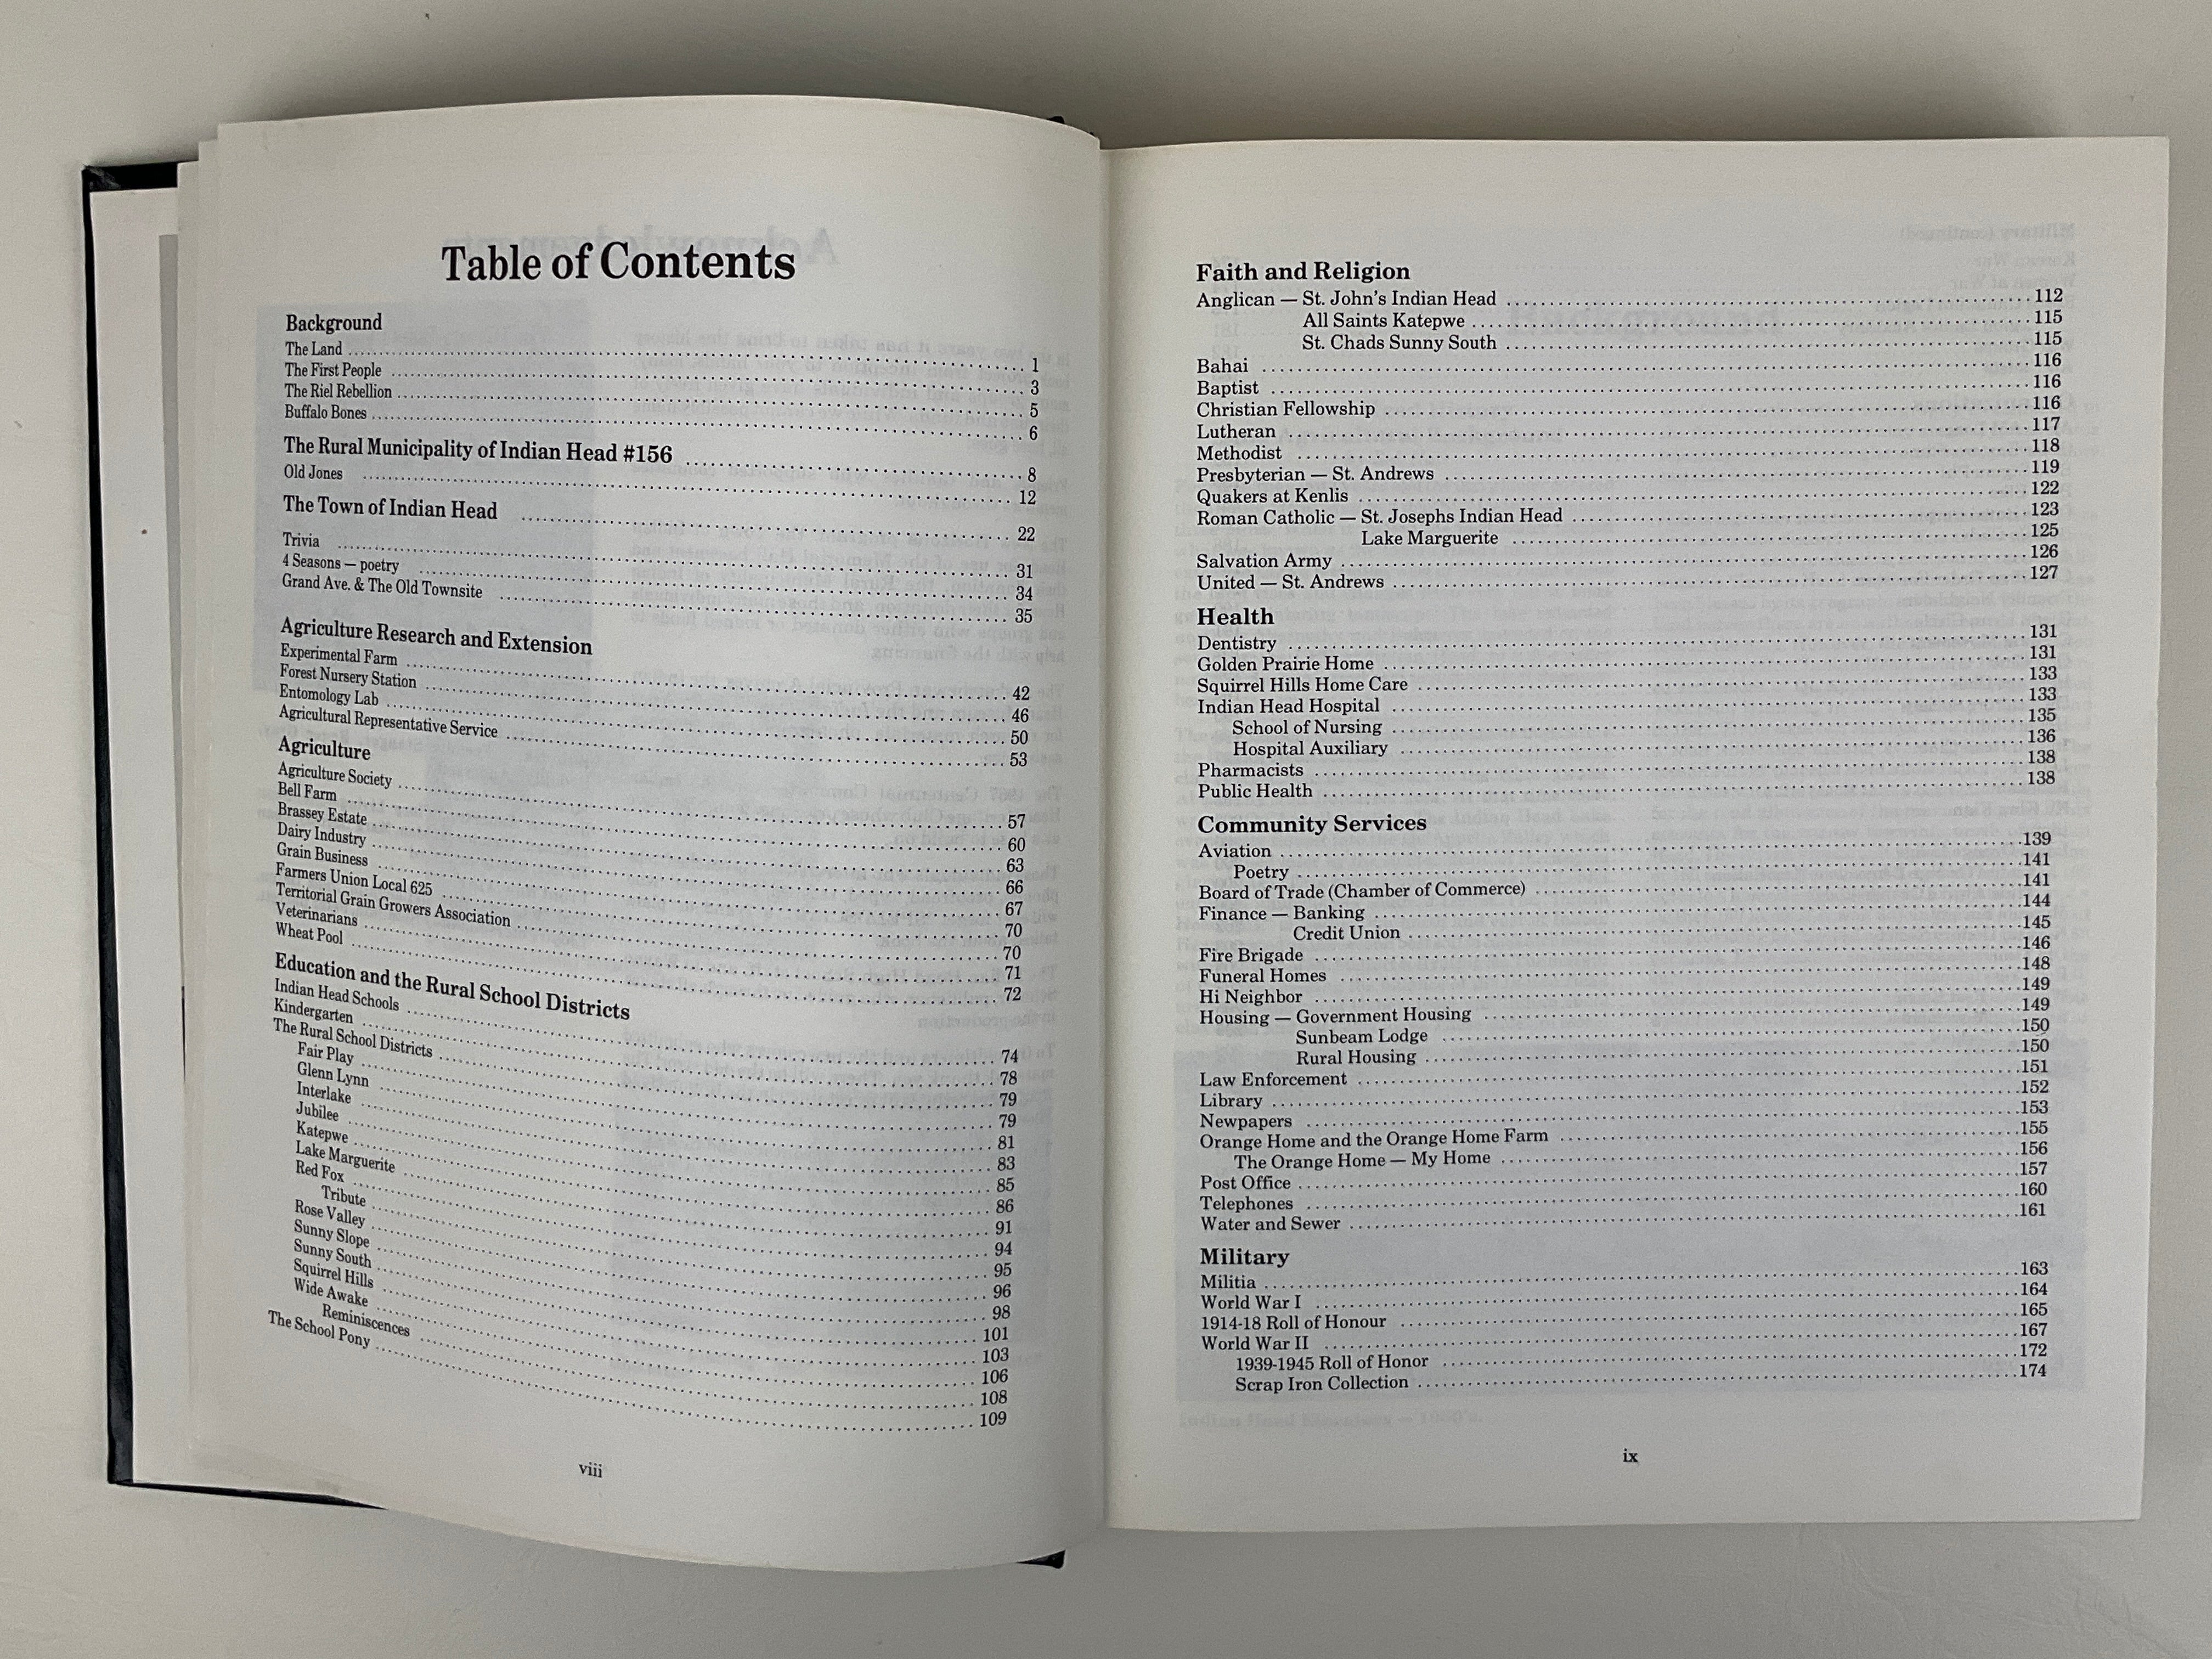 Table of Contents
Background
The Land ........ 1
The First People ........ 3
The Riel Rebellion ........ 5
Buffalo Bones ........ 6
The Rural Municipality of Indian Head #156 ........ 8
Old Jones ........ 12
The Town of Indian Head ........ 22
Trivia ........ 31
4 Seasons — poetry ........ 34
Grand Ave. & The Old Townsite ........ 35
Agriculture Research and Extension
Experimental Farm ........ 42
Forest Nursery Station ........ 46
Entomology Lab ........ 50
Agricultural Representative Service ........ 53
Agriculture
Agriculture Society ........ 57
Bell Farm ........ 60
Brassey Estate ........ 63
Dairy Industry ........ 66
Grain Business ........ 67
Farmers Union Local 625 ........ 70
Territorial Grain Growers Association ........ 70
Veterinarians ........ 71
Wheat Pool ........ 72
Education and the Rural School Districts
Indian Head Schools ........ 74
Kindergarten ........ 78
The Rural School Districts ........ 79
Fair Play ........ 79
Glenn Lynn ........ 81
Interlake ........ 83
Jubilee ........ 85
Katepwe ........ 86
Lake Marguerite ........ 91
Red Fox ........ 94
Tribute ........ 95
Rose Valley ........ 96
Sunny Slope ........ 98
Sunny South ........ 101
Squirrel Hills ........ 103
Wide Awake ........ 106
Reminiscences ........ 108
The School Pony ........ 109
viii
Faith and Religion
Anglican — St. John's Indian Head ........ 112
All Saints Katepwe ........ 115
St. Chads Sunny South ........ 115
Bahai ........ 116
Baptist ........ 116
Christian Fellowship ........ 116
Lutheran ........ 117
Methodist ........ 118
Presbyterian — St. Andrews ........ 119
Quakers at Kenlis ........ 122
Roman Catholic — St. Josephs Indian Head ........ 123
Lake Marguerite ........ 125
Salvation Army ........ 126
United — St. Andrews ........ 127
Health
Dentistry ........ 131
Golden Prairie Home ........ 131
Squirrel Hills Home Care ........ 133
Indian Head Hospital ........ 133
School of Nursing ........ 135
Hospital Auxiliary ........ 136
Pharmacists ........ 138
Public Health ........ 138
Community Services
Aviation ........ 139
Poetry ........ 141
Board of Trade (Chamber of Commerce) ........ 141
Finance — Banking ........ 144
Credit Union ........ 145
Fire Brigade ........ 146
Funeral Homes ........ 148
Hi Neighbor ........ 149
Housing — Government Housing ........ 149
Sunbeam Lodge ........ 150
Rural Housing ........ 150
Law Enforcement ........ 151
Library ........ 152
Newpapers ........ 153
Orange Home and the Orange Home Farm ........ 155
The Orange Home — My Home ........ 156
Post Office ........ 157
Telephones ........ 160
Water and Sewer ........ 161
Military
Militia ........ 163
World War I ........ 164
1914-18 Roll of Honour ........ 165
World War II ........ 167
1939-1945 Roll of Honor ........ 172
Scrap Iron Collection ........ 174
ix